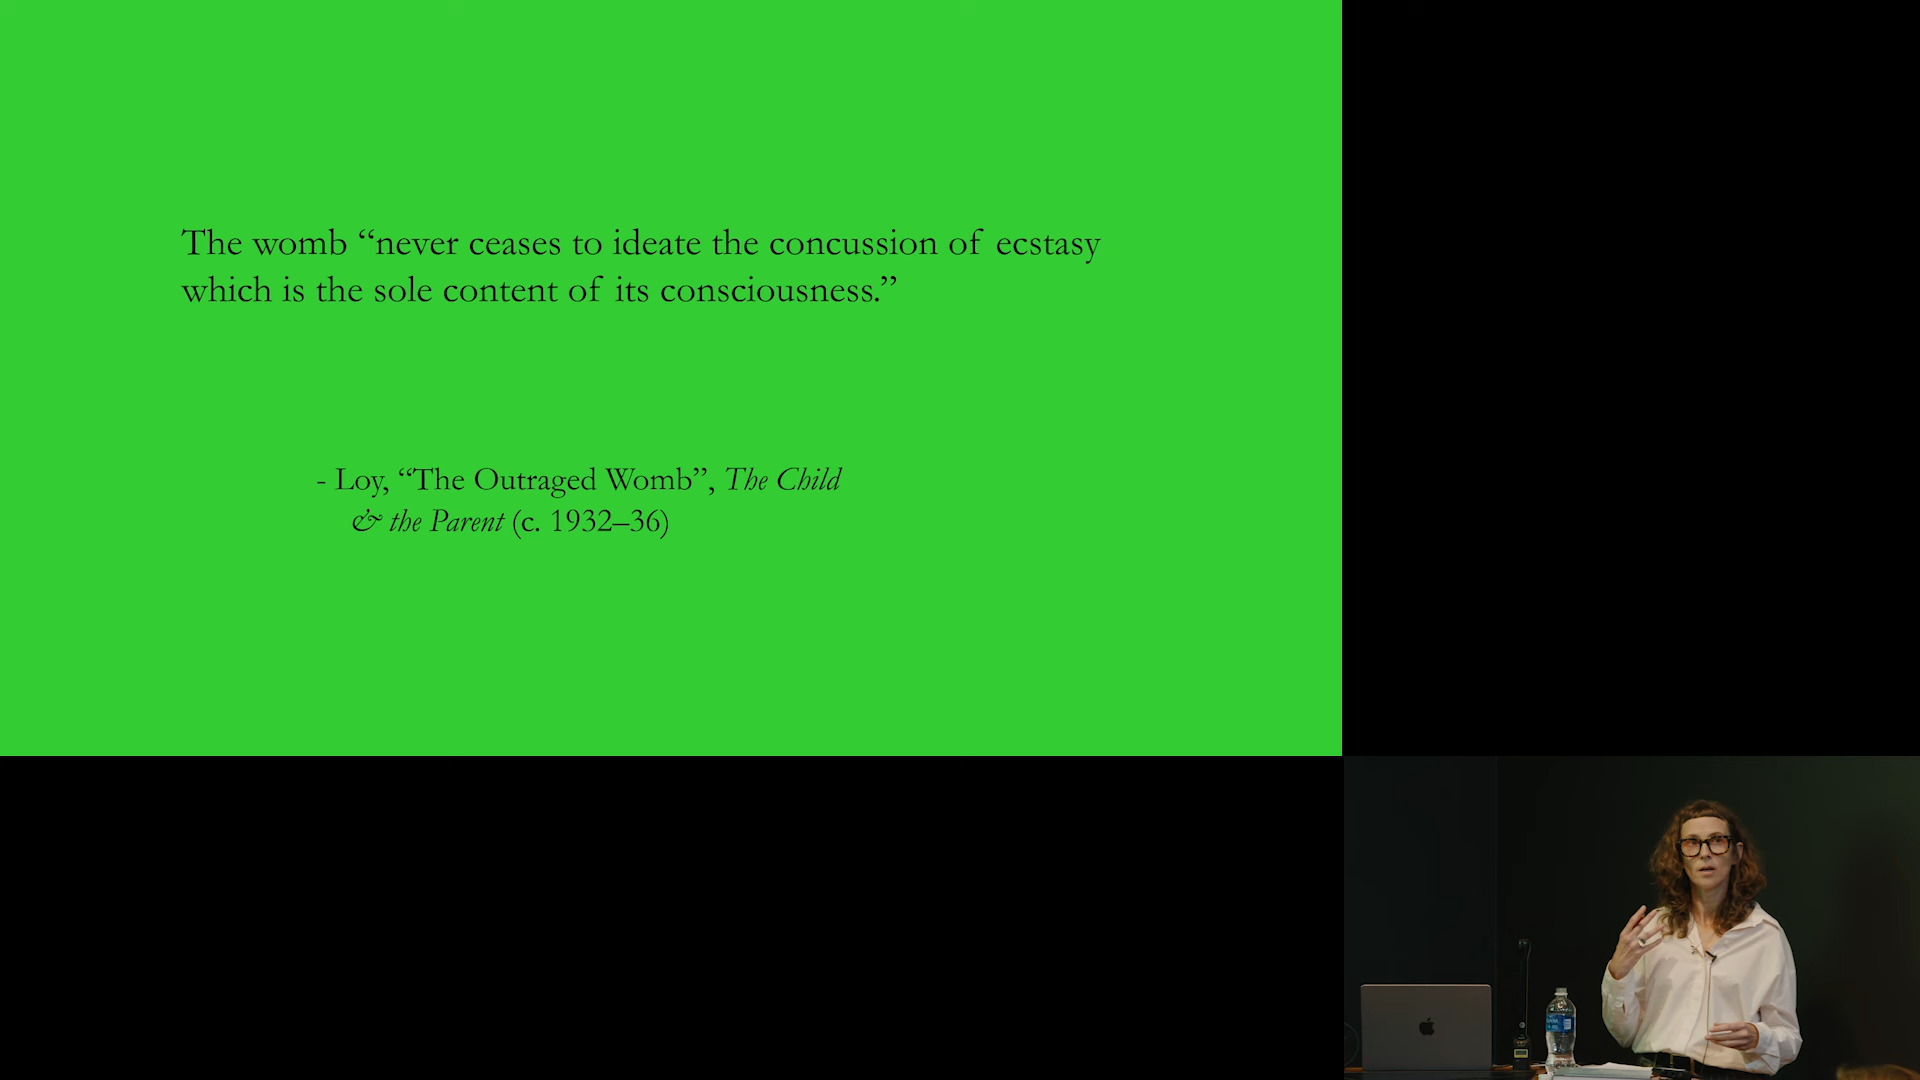 The womb “never ceases to ideate the concussion of ecstasy
which is the sole content of its consciousness.”
- Loy, “The Outraged Womb”, The Child
& the Parent (c. 1932–36)